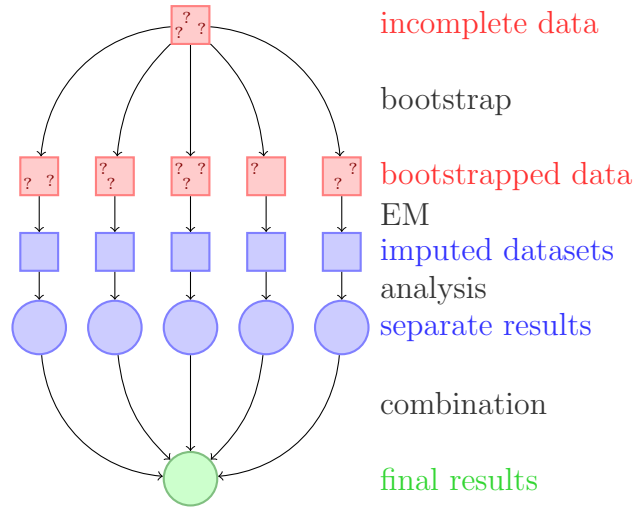 ? ? ?
incomplete data
bootstrap
? ? ? ? ? ? ? ? ? ?
bootstrapped data
EM
imputed datasets
analysis
separate results
combination
final results